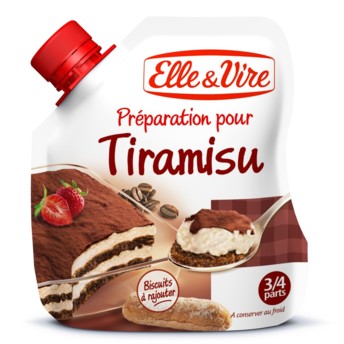 Elle&Vire
Préparation pour
Tiramisu
Biscuits
à rajouter
3/4
parts
A conserver au froid